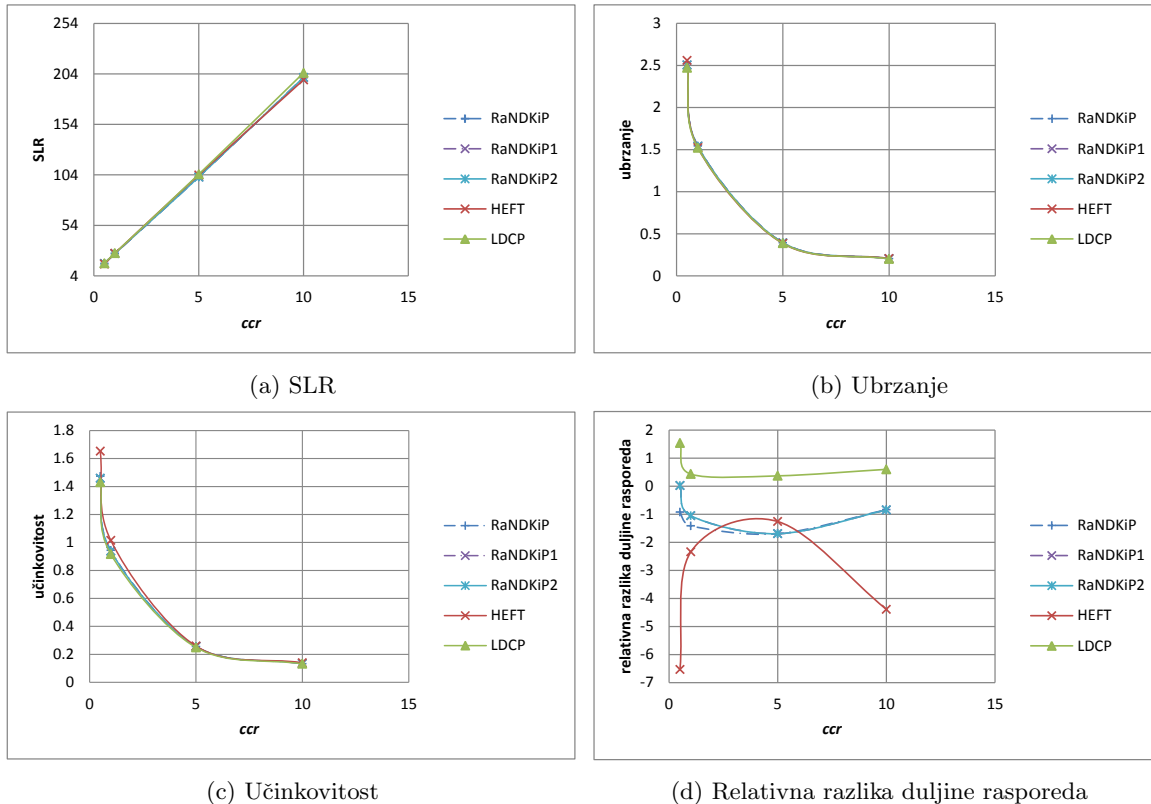 254
204
154
104
54
4
SLR
0 5 10 15
ccr
RaNDKiP
RaNDKiP1
RaNDKiP2
HEFT
LDCP
(a) SLR
3
2.5
2
1.5
1
0.5
0
ubrzanje
0 5 10 15
ccr
RaNDKiP
RaNDKiP1
RaNDKiP2
HEFT
LDCP
(b) Ubrzanje
1.8
1.6
1.4
1.2
1.0
0.8
0.6
0.4
0.2
0
učinkovitost
0 5 10 15
ccr
RaNDKiP
RaNDKiP1
RaNDKiP2
HEFT
LDCP
(c) Učinkovitost
2
1
0
-1
-2
-3
-4
-5
-6
-7
relativna razlika duljine rasporeda
0 5 10 15
ccr
RaNDKiP
RaNDKiP1
RaNDKiP2
HEFT
LDCP
(d) Relativna razlika duljine rasporeda